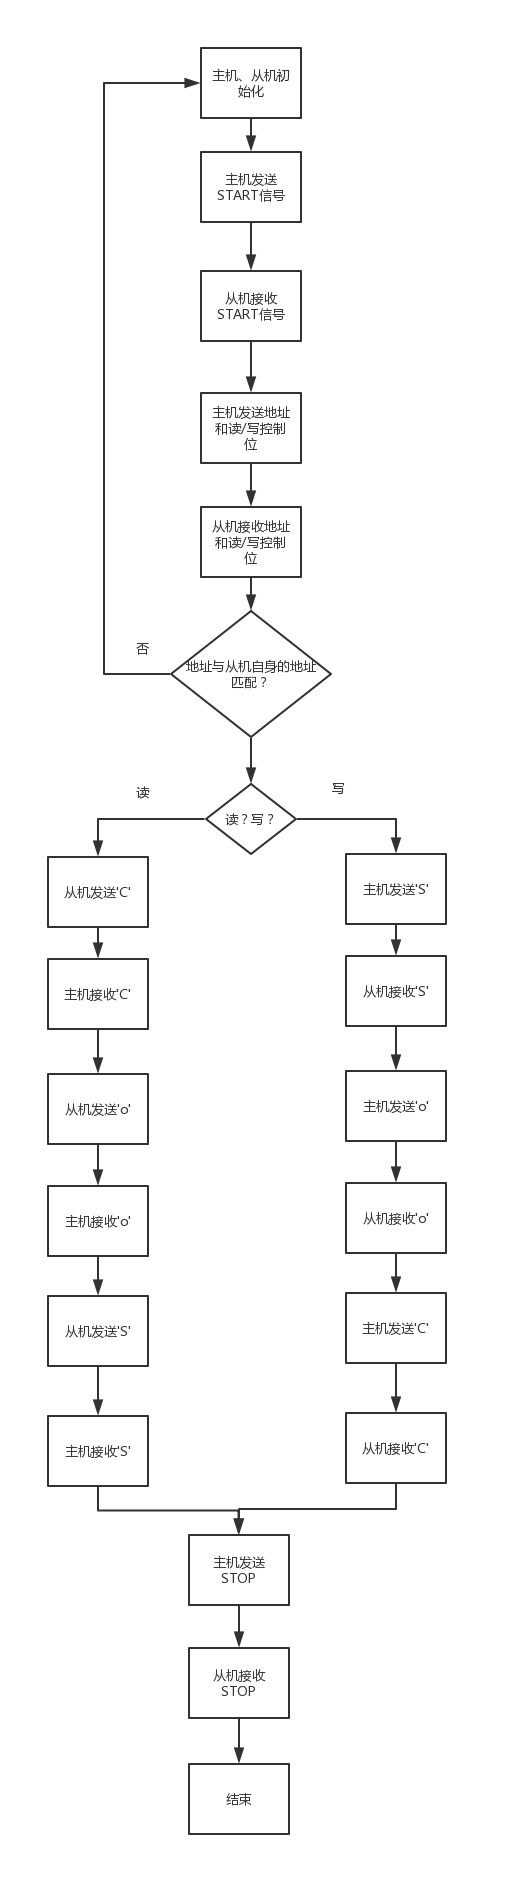 主机、从机初
始化
主机发送
START信号
从机接收
START信号
主机发送地址
和读/写控制
位
从机接收地址
和读/写控制
位
否
地址与从机自身的地址
匹配？
读
写
读？写？
从机发送'C'
主机接收'C'
从机发送'o'
主机接收'o'
从机发送'S'
主机接收'S'
主机发送'S'
从机接收'S'
主机发送'o'
从机接收'o'
主机发送'C'
从机接收'C'
主机发送
STOP
从机接收
STOP
结束